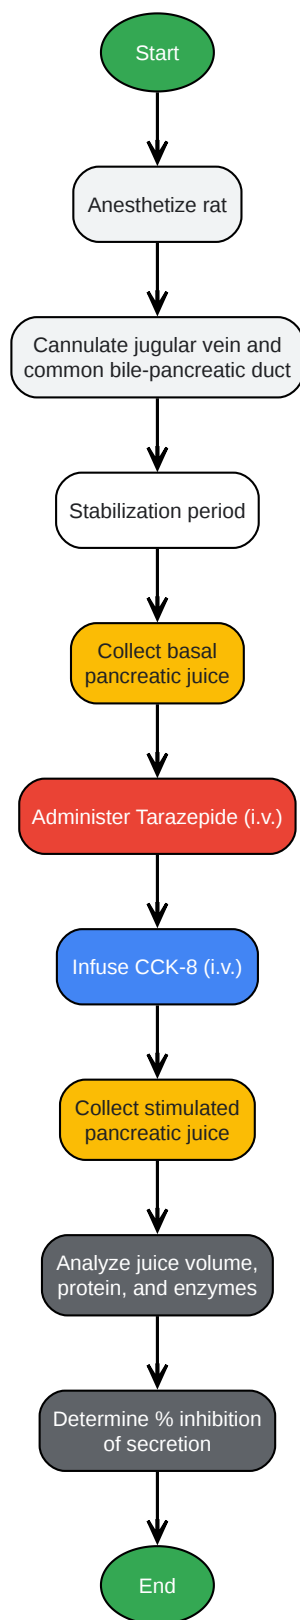 Start
Anesthetize rat
Cannulate jugular vein and
common bile-pancreatic duct
Stabilization period
Collect basal
pancreatic juice
Administer Tarazepide (i.v.)
Infuse CCK-8 (i.v.)
Collect stimulated
pancreatic juice
Analyze juice volume,
protein, and enzymes
Determine % inhibition
of secretion
End